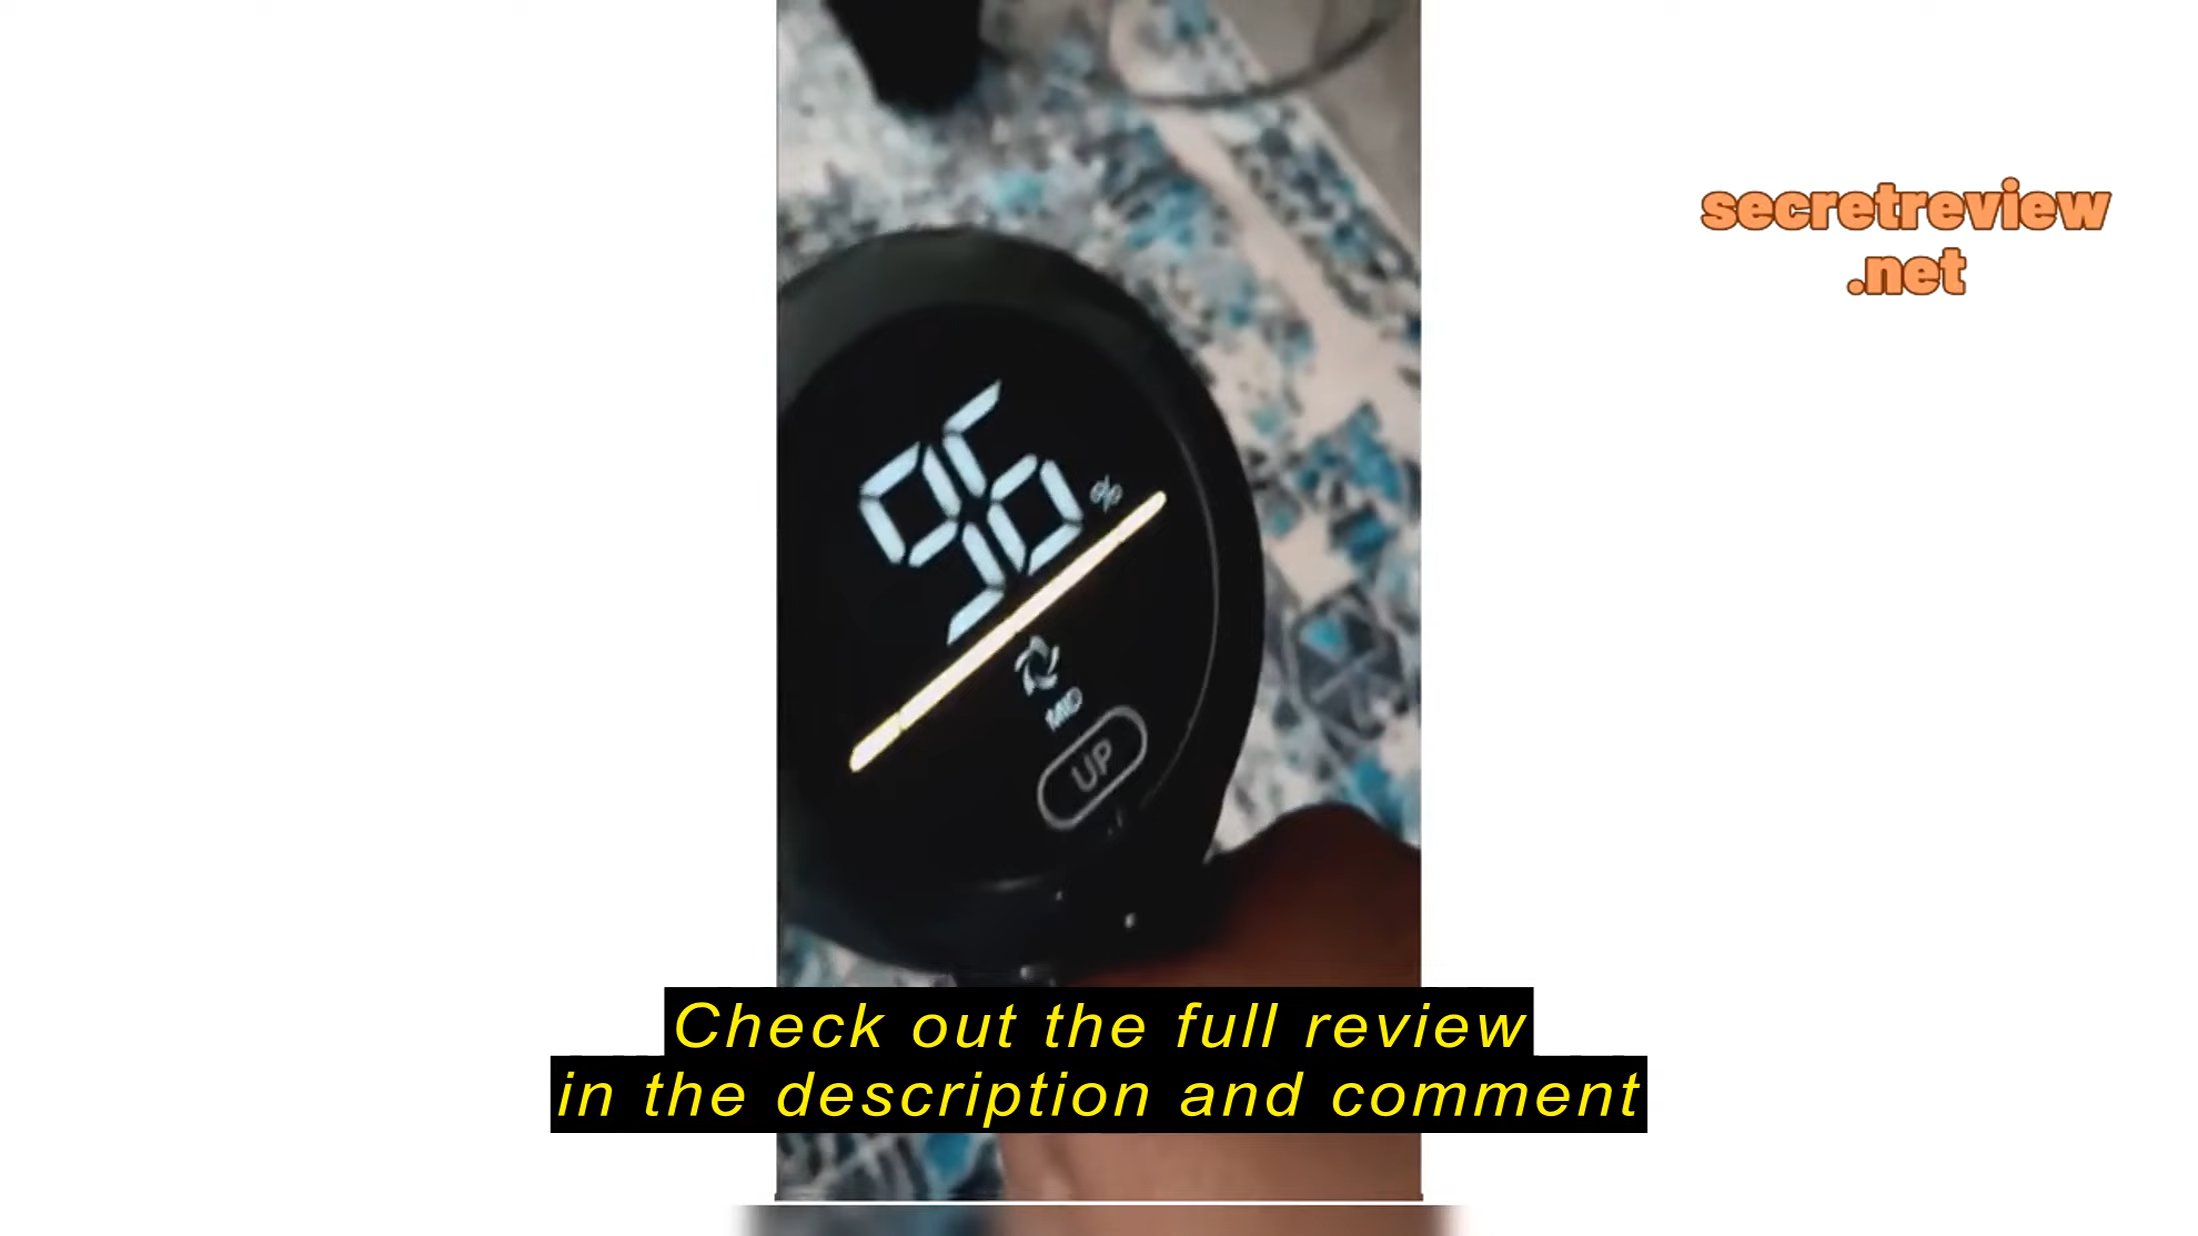 secretreview
.net
96 %
MID
UP
Check out the full review
in the description and comment